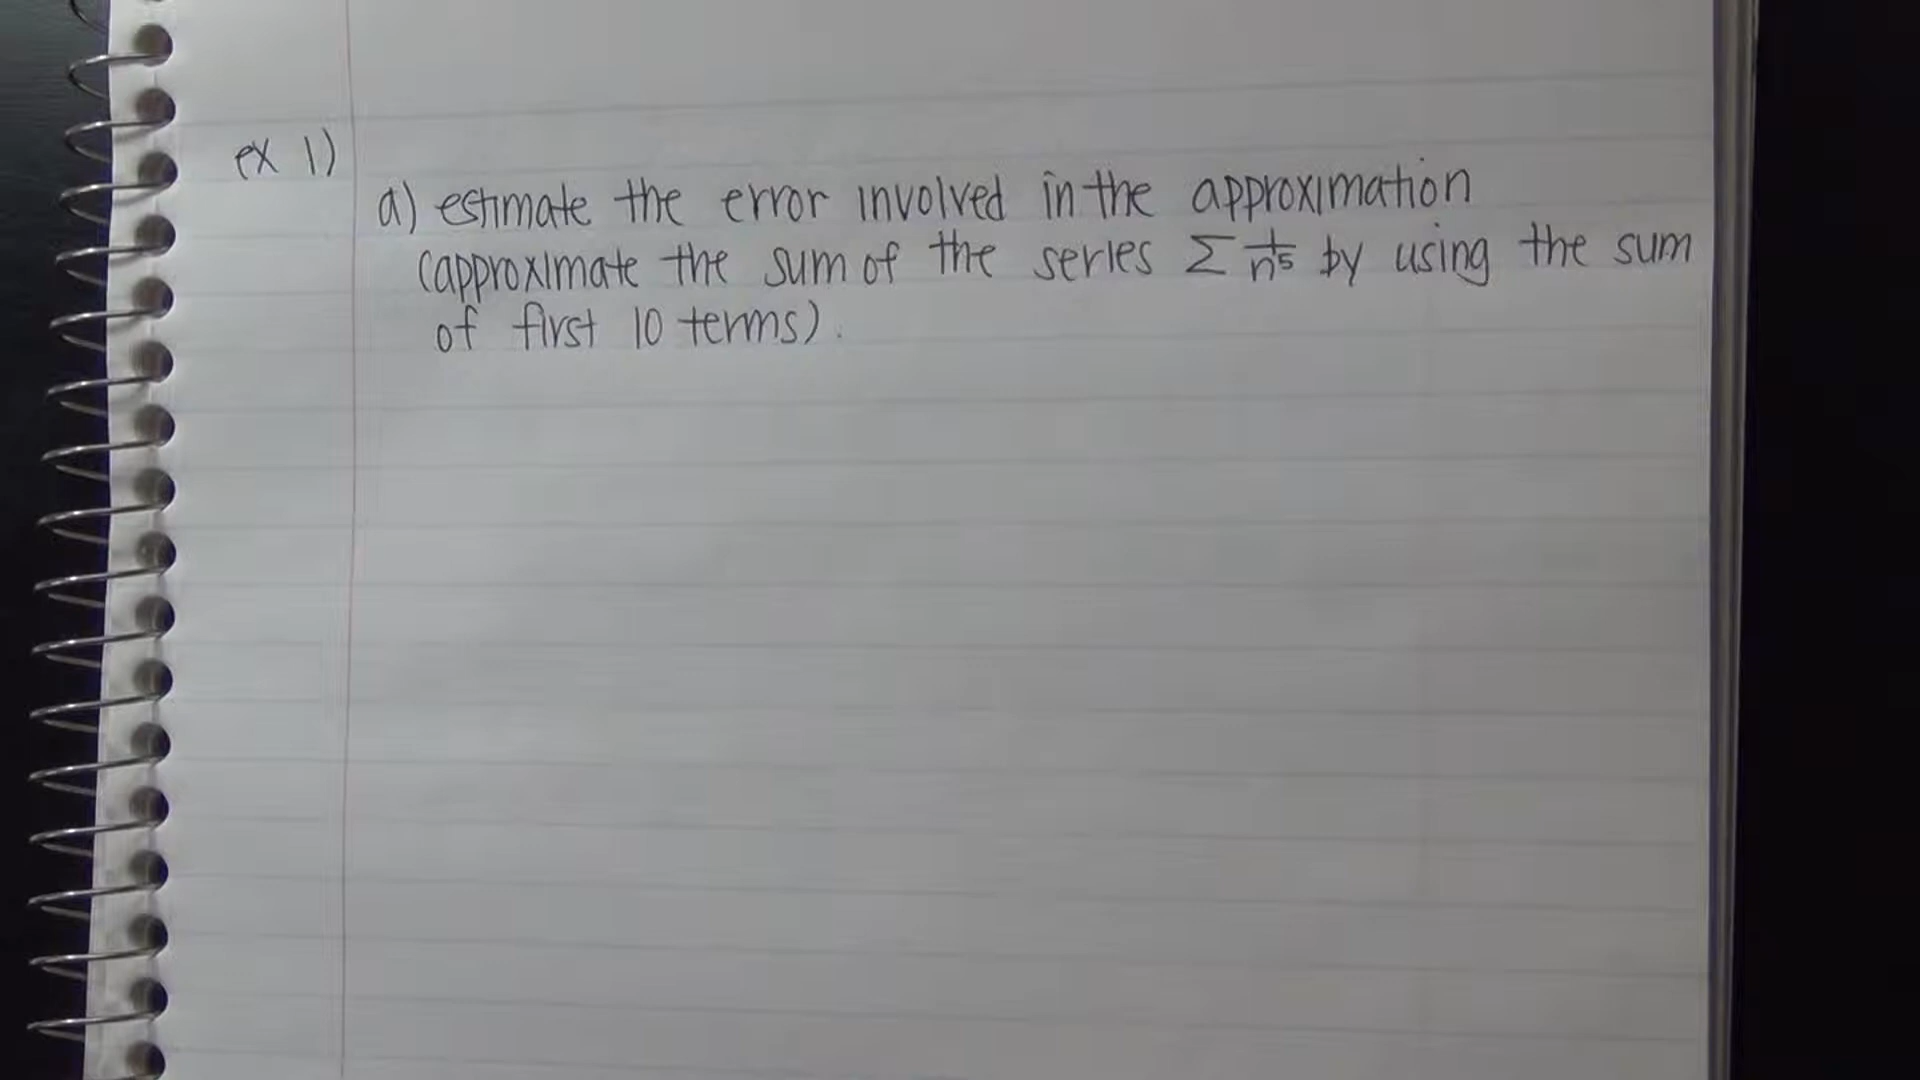 ex 1)
a) estimate the error involved in the approximation
(approximate the sum of the series Σ 1/n⁵ by using the sum
of first 10 terms).